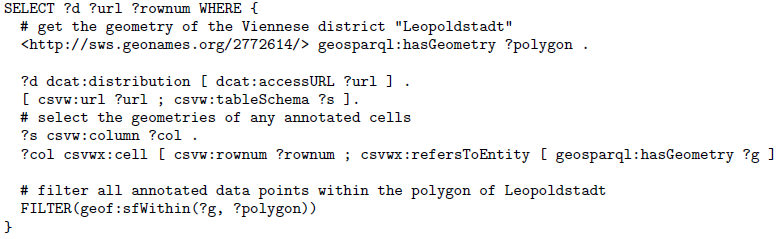 SELECT ?d ?url ?rownum WHERE {
# get the geometry of the Viennese district "Leopoldstadt"
<http://sws.geonames.org/2772614/> geosparql:hasGeometry ?polygon .
?d dcat:distribution [ dcat:accessURL ?url ] .
[ csvw:url ?url ; csvw:tableSchema ?s ].
# select the geometries of any annotated cells
?s csvw:column ?col .
?col csvwx:cell [ csvw:rownum ?rownum ; csvwx:refersToEntity [ geosparql:hasGeometry ?g ]
# filter all annotated data points within the polygon of Leopoldstadt
FILTER(geof:sfWithin(?g, ?polygon))
}